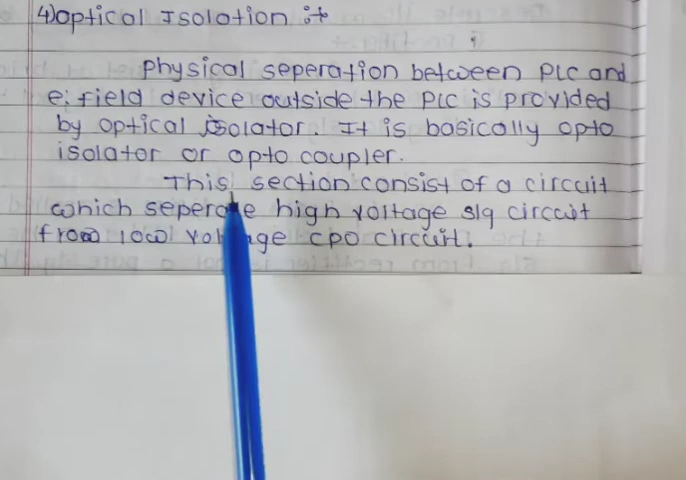 4) Optical Isolation :-
Physical seperation between PLC and
e: field device outside the PLC is provided
by optical isolator. It is basically opto
isolator or opto coupler.
This section consist of a circuit
which seperate high voltage s/g circuit
from low voltage cpo circuit.